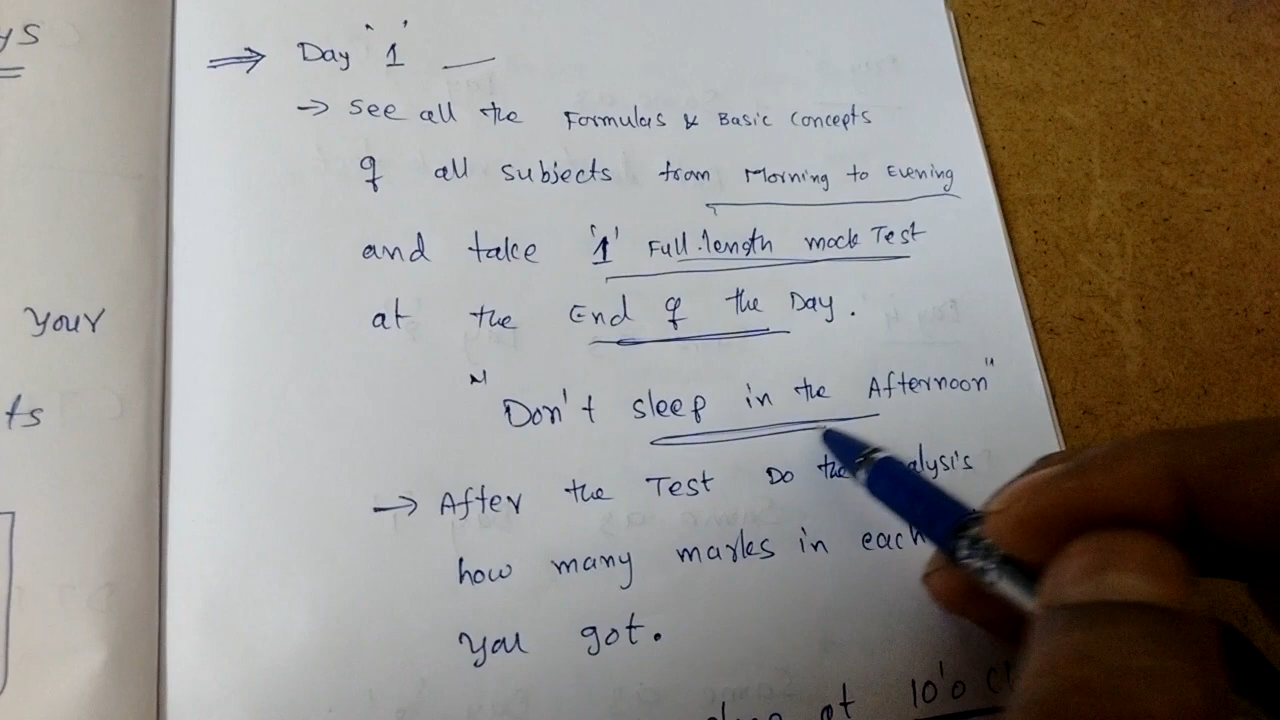 ys
your
ts
⇒ Day '1' —
→ See all the Formulas & Basic Concepts
of all subjects from Morning to Evening
and take '1' Full.length mock Test
at the End of the Day.
"Don't sleep in the Afternoon"
→ After the Test Do the
how many marks in each
you got.
at 10'0